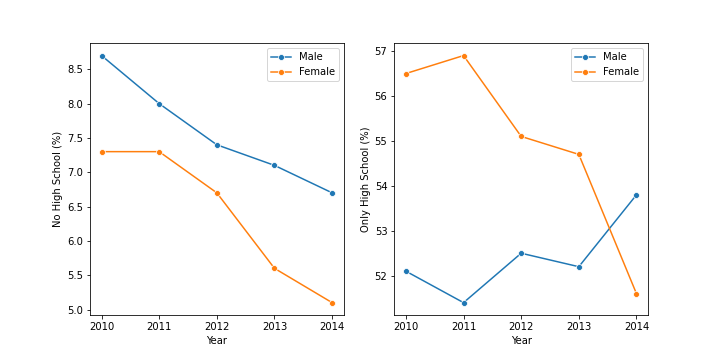 No High School (%)
8.5
8.0
7.5
7.0
6.5
6.0
5.5
5.0
2010 2011 2012 2013 2014
Year
Male
Female
Only High School (%)
57
56
55
54
53
52
2010 2011 2012 2013 2014
Year
Male
Female